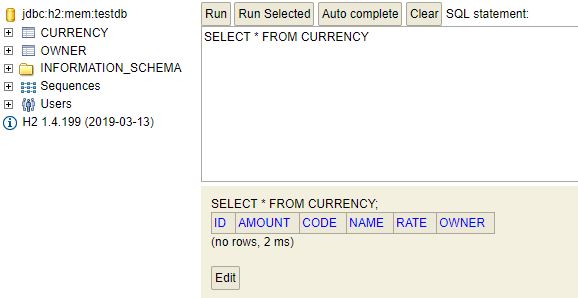 jdbc:h2:mem:testdb
CURRENCY
OWNER
INFORMATION_SCHEMA
Sequences
Users
H2 1.4.199 (2019-03-13)
Run Run Selected Auto complete Clear SQL statement:
SELECT * FROM CURRENCY
SELECT * FROM CURRENCY;
ID AMOUNT CODE NAME RATE OWNER
(no rows, 2 ms)
Edit